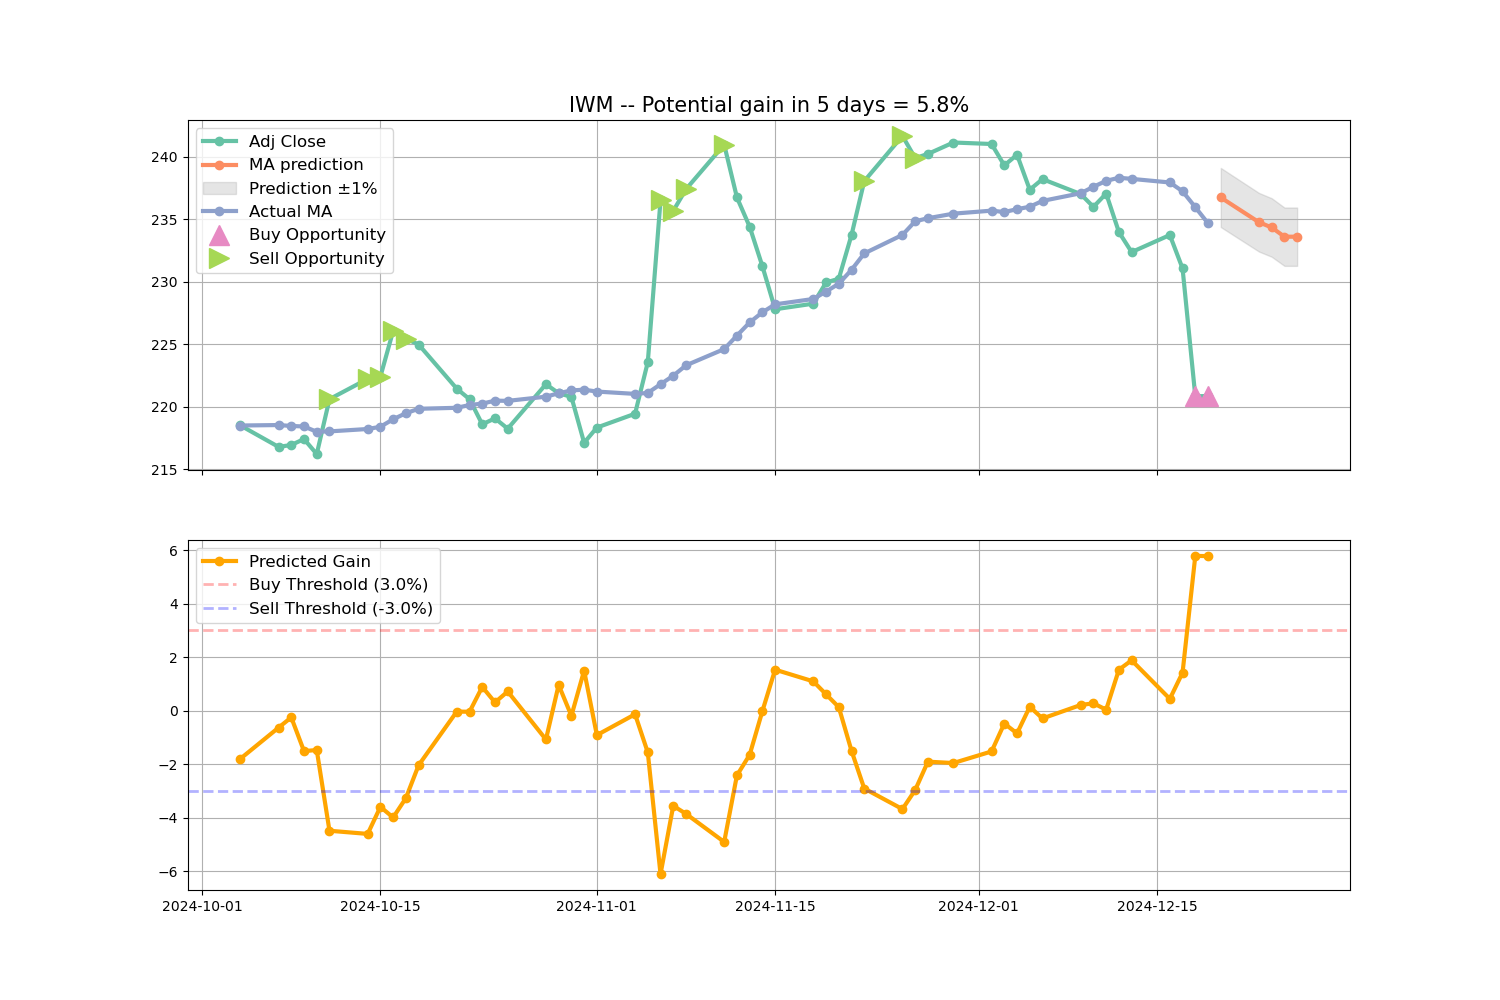 IWM -- Potential gain in 5 days = 5.8%
Adj Close
MA prediction
Prediction ±1%
Actual MA
Buy Opportunity
Sell Opportunity
240
235
230
225
220
215
Predicted Gain
Buy Threshold (3.0%)
Sell Threshold (-3.0%)
6
4
2
0
−2
−4
−6
2024-10-01 2024-10-15 2024-11-01 2024-11-15 2024-12-01 2024-12-15